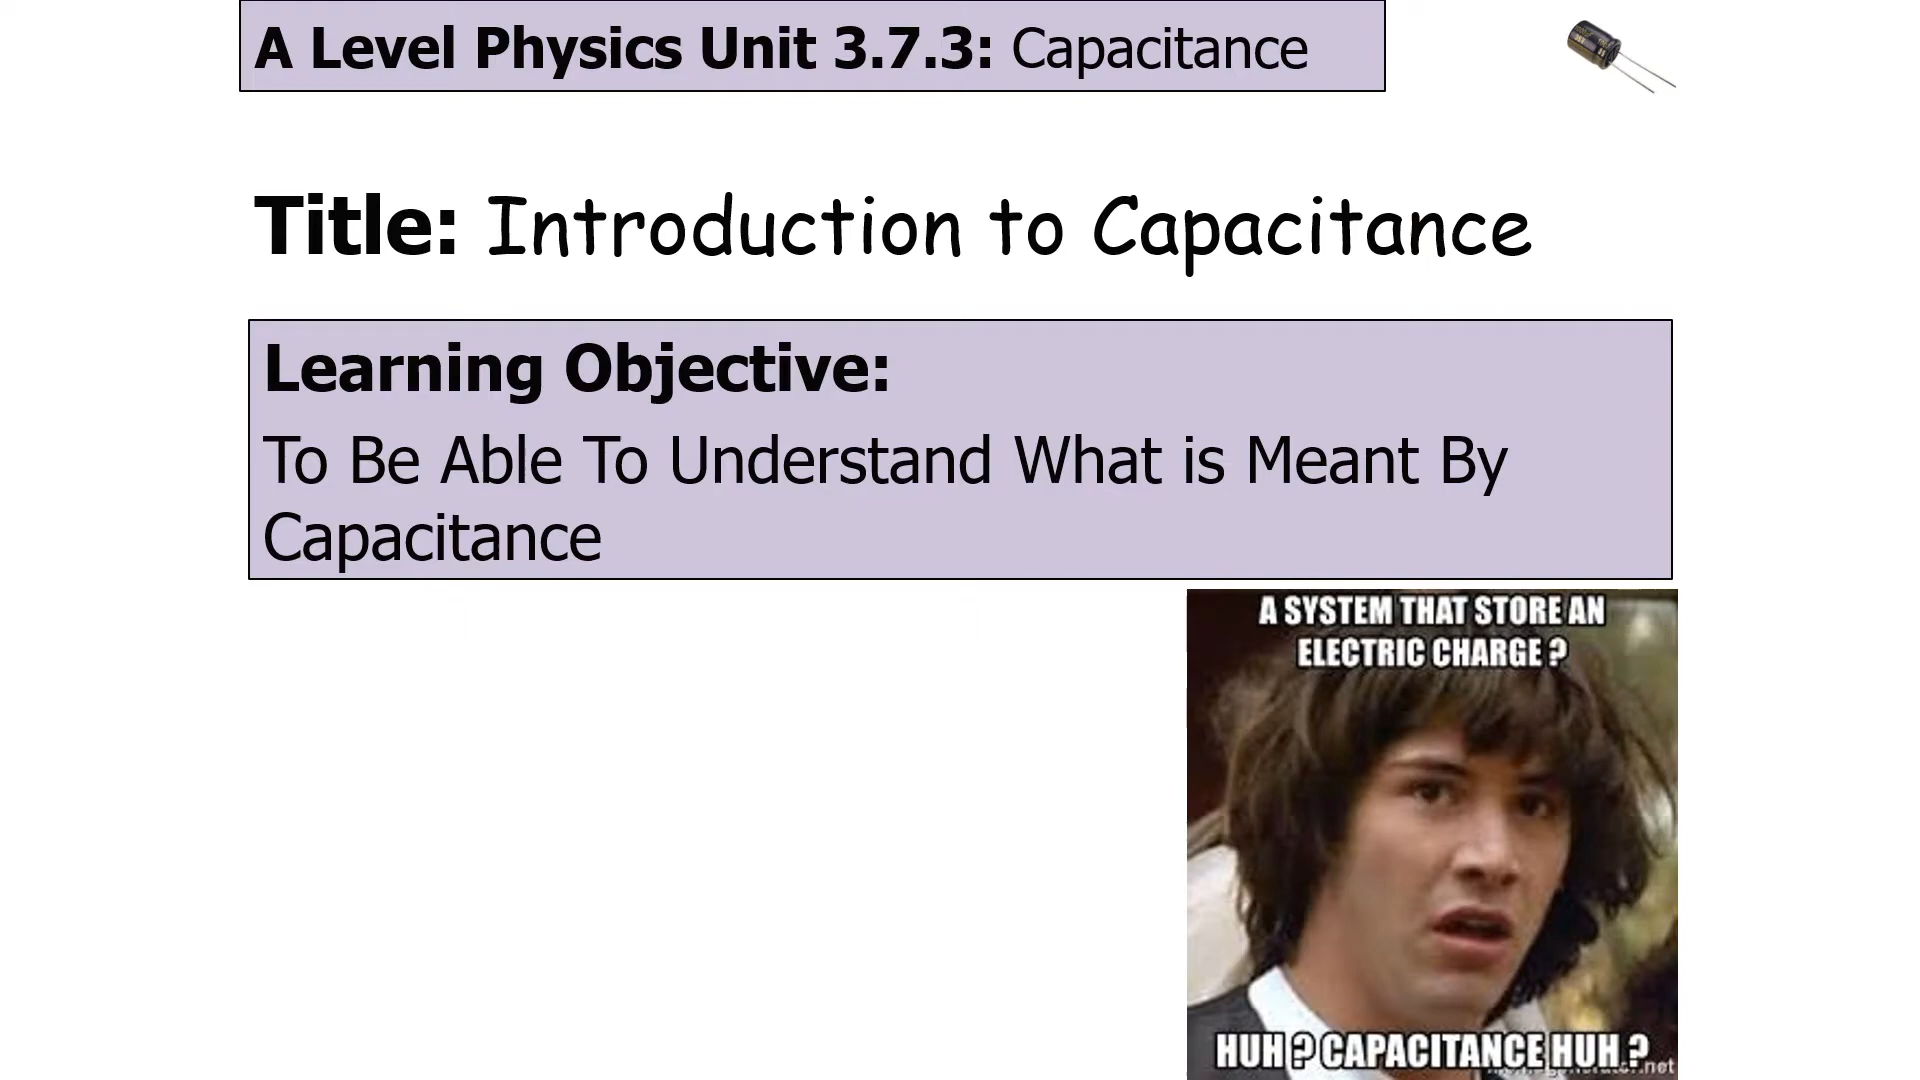 A Level Physics Unit 3.7.3: Capacitance
Title: Introduction to Capacitance
Learning Objective:
To Be Able To Understand What is Meant By
Capacitance
A SYSTEM THAT STORE AN
ELECTRIC CHARGE ?
HUH ? CAPACITANCE HUH ?
.net